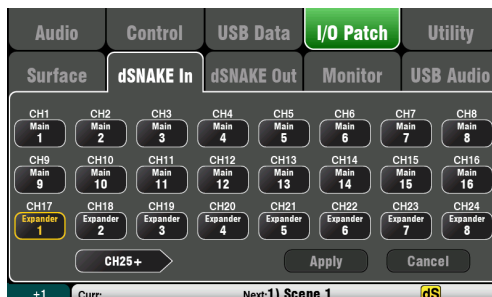 Audio Control USB Data I/O Patch Utility
Surface dSNAKE In dSNAKE Out Monitor USB Audio
CH1 CH2 CH3 CH4 CH5 CH6 CH7 CH8
Main Main Main Main Main Main Main Main
1 2 3 4 5 6 7 8
CH9 CH10 CH11 CH12 CH13 CH14 CH15 CH16
Main Main Main Main Main Main Main Main
9 10 11 12 13 14 15 16
CH17 CH18 CH19 CH20 CH21 CH22 CH23 CH24
Expander Expander Expander Expander Expander Expander Expander Expander
1 2 3 4 5 6 7 8
CH25+ Apply Cancel
+1 Curr: Next:1) Scene 1 dS